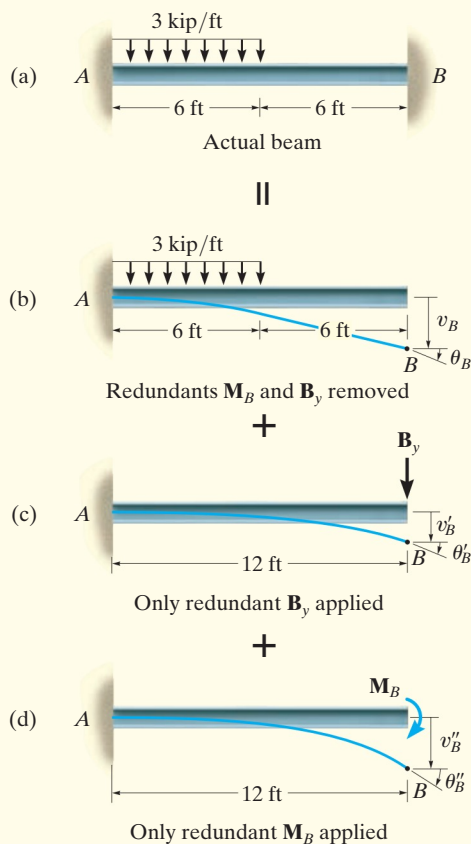 3 kip/ft
(a) A B
6 ft 6 ft
Actual beam
=
3 kip/ft
(b) A
6 ft 6 ft v_B
B θ_B
Redundants M_B and B_y removed
+
B_y
(c) A v′_B
B θ′_B
12 ft
Only redundant B_y applied
+
M_B
(d) A v″_B
B θ″_B
12 ft
Only redundant M_B applied